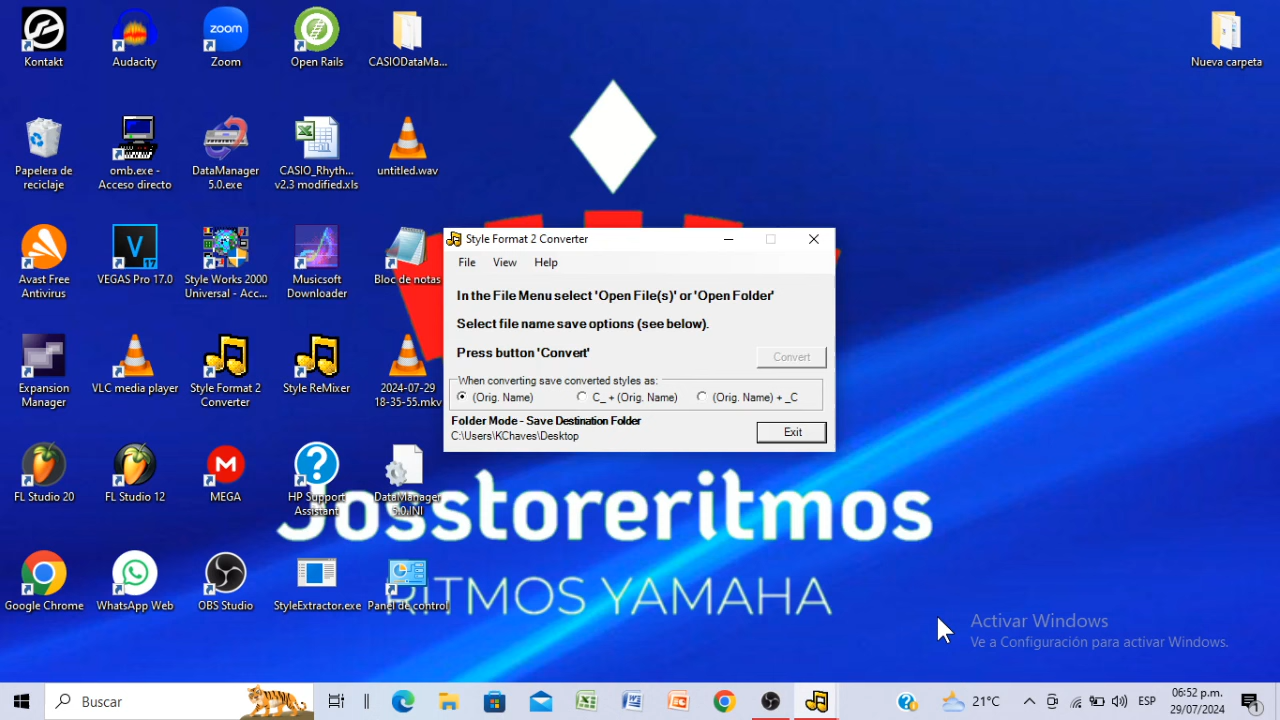 Kontakt
Audacity
Zoom
Open Rails
CASIODataMa...
Nueva carpeta
zoom
Papelera de
reciclaje
omb.exe -
Acceso directo
DataManager
5.0.exe
CASIO_Rhyth...
v2.3 modified.xls
untitled.wav
Avast Free
Antivirus
VEGAS Pro 17.0
Style Works 2000
Universal - Acc...
Musicsoft
Downloader
Bloc de notas
Expansion
Manager
VLC media player
Style Format 2
Converter
Style ReMixer
2024-07-29
18-35-55.mkv
FL Studio 20
FL Studio 12
MEGA
HP Support
Assistant
DataManager
5.0.INI
Google Chrome
WhatsApp Web
OBS Studio
StyleExtractor.exe
Panel de control
Style Format 2 Converter
File View Help
In the File Menu select 'Open File(s)' or 'Open Folder'
Select file name save options (see below).
Press button 'Convert'
Convert
When converting save converted styles as:
(Orig. Name) C_ + (Orig. Name) (Orig. Name) + _C
Folder Mode - Save Destination Folder
C:\Users\KChaves\Desktop
Exit
Josstoreritmos
RITMOS YAMAHA
Activar Windows
Ve a Configuración para activar Windows.
Buscar
21°C
ESP
29/07/2024